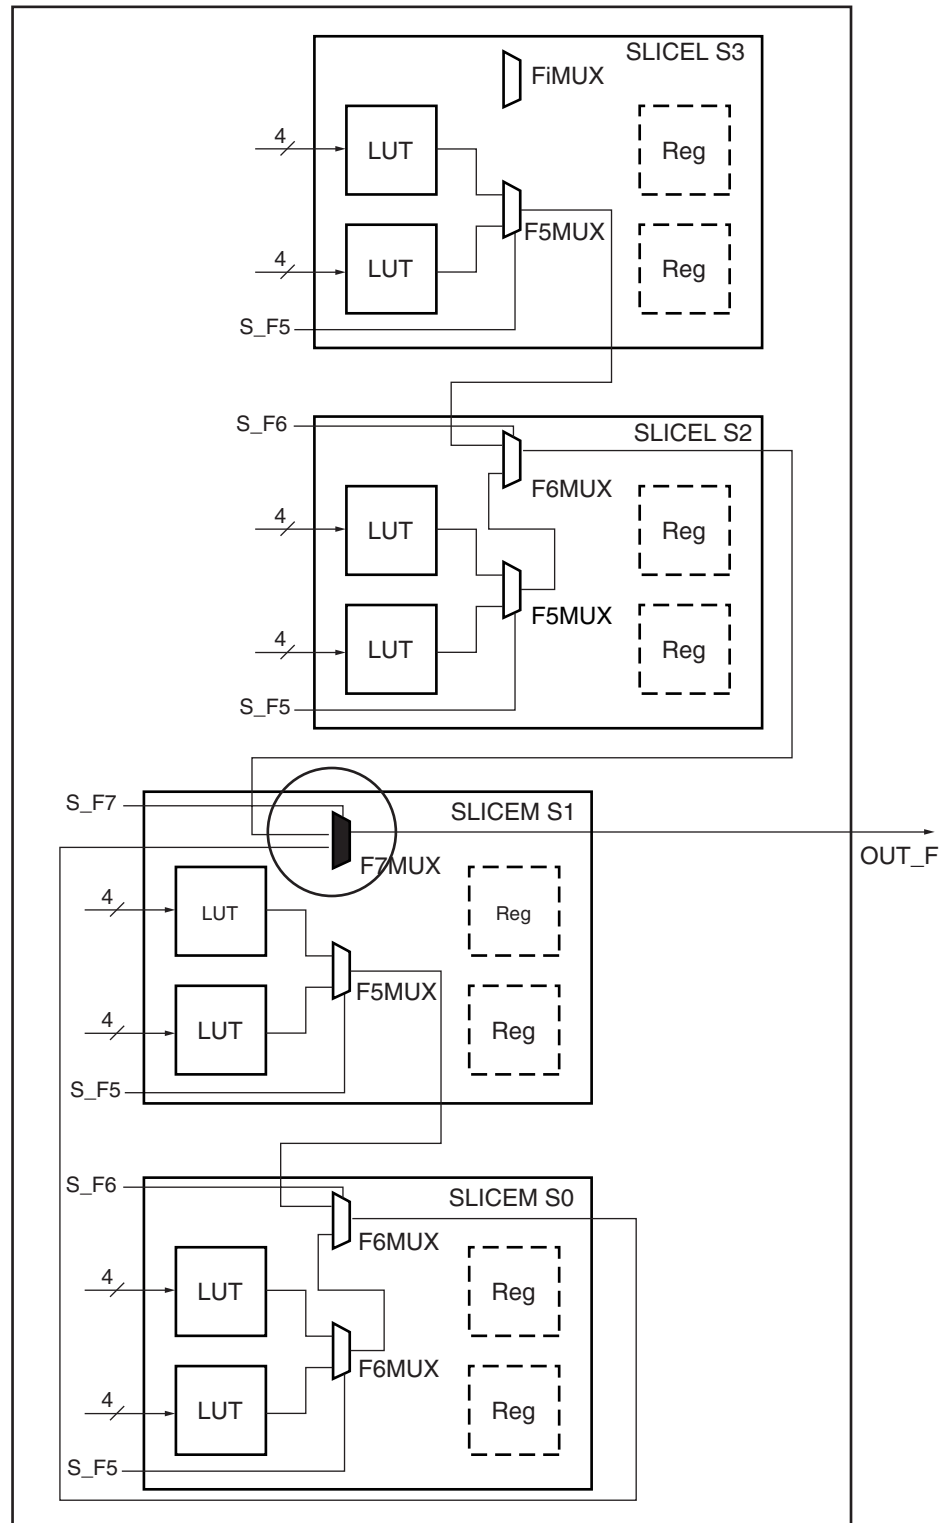 SLICEL S3
FiMUX
4
LUT
Reg
F5MUX
4
LUT
Reg
S_F5
S_F6
SLICEL S2
F6MUX
4
LUT
Reg
F5MUX
4
LUT
Reg
S_F5
S_F7
SLICEM S1
OUT_F
F7MUX
4
LUT
Reg
F5MUX
4
LUT
Reg
S_F5
S_F6
SLICEM S0
F6MUX
4
LUT
Reg
F6MUX
4
LUT
Reg
S_F5